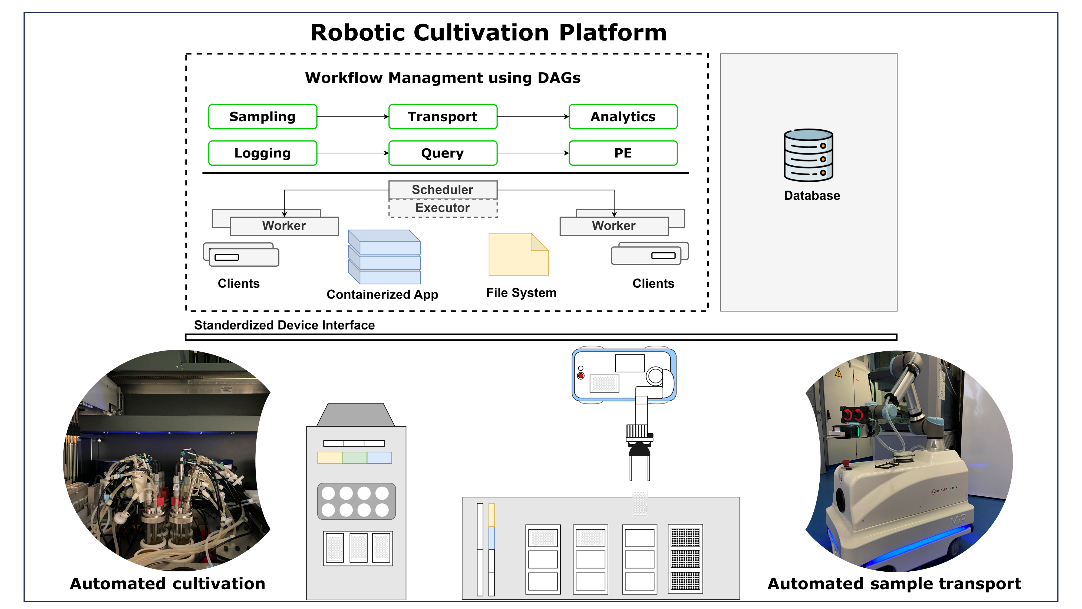 Robotic Cultivation Platform
Workflow Managment using DAGs
Sampling
Transport
Analytics
Logging
Query
PE
Scheduler
Executor
Worker
Worker
Clients
Containerized App
File System
Clients
Database
Standerdized Device Interface
Automated cultivation
Automated sample transport